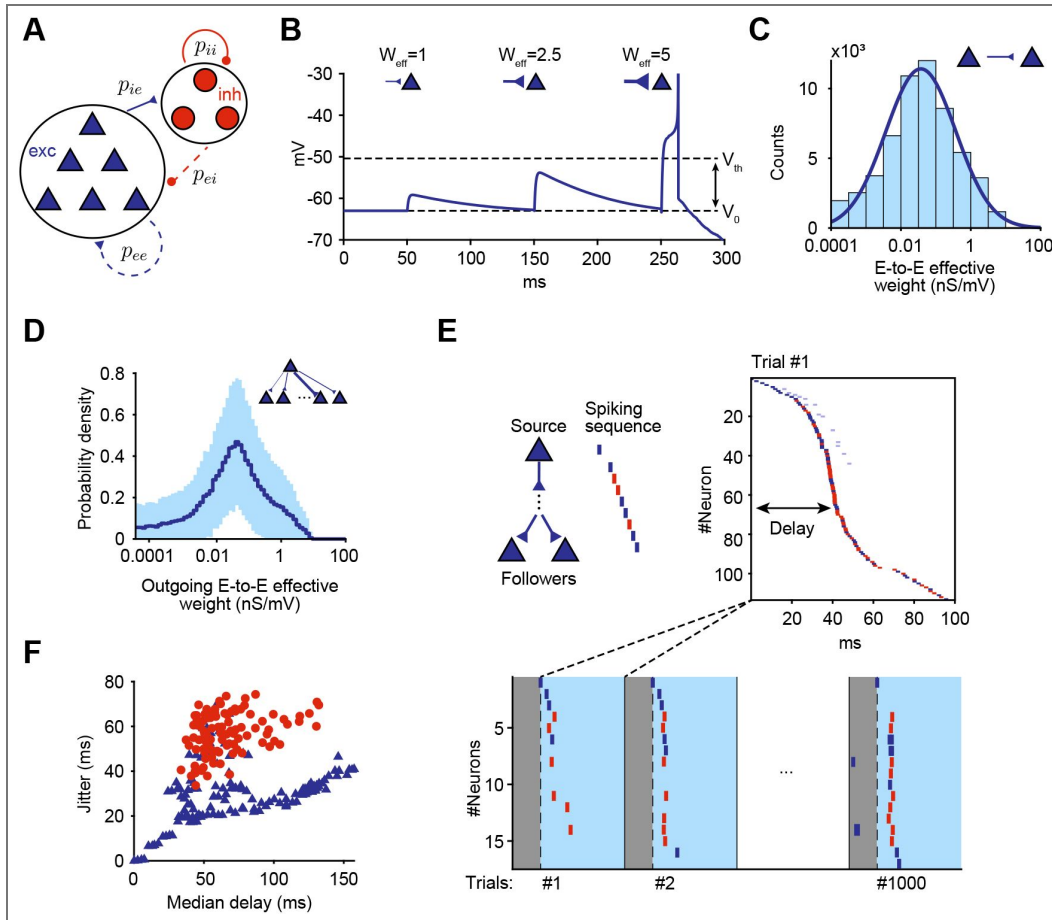 A
p_ii
p_ie
inh
exc
p_ei
p_ee
B
W_eff=1
W_eff=2.5
W_eff=5
-30
-40
-50
-60
-70
mV
V_th
V_0
0
50
100
150
200
250
300
ms
C
×10³
10
5
0
Counts
0.0001
0.01
1
100
E-to-E effective
weight (nS/mV)
D
0.8
0.6
0.4
0.2
0
Probability density
0.0001
0.01
1
100
Outgoing E-to-E effective
weight (nS/mV)
E
Source
Followers
Spiking
sequence
Trial #1
20
40
60
80
100
#Neuron
Delay
20
40
60
80
100
ms
5
10
15
#Neurons
...
Trials:
#1
#2
#1000
F
80
60
40
20
0
Jitter (ms)
0
50
100
150
Median delay (ms)